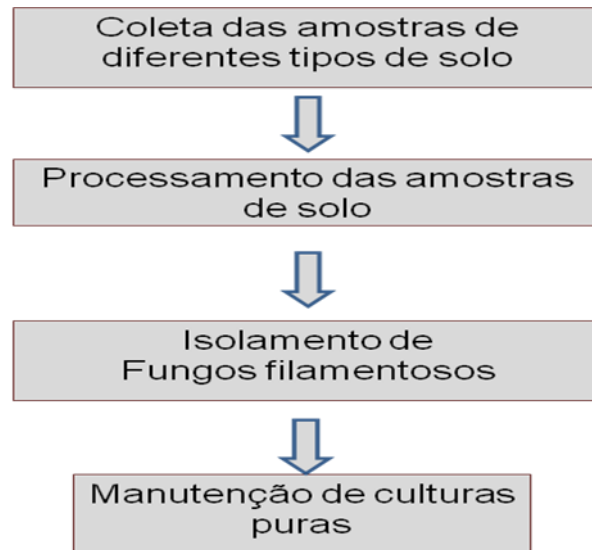 Coleta das amostras de
diferentes tipos de solo
Processamento das amostras
de solo
Isolamento de
Fungos filamentosos
Manutenção de culturas
puras